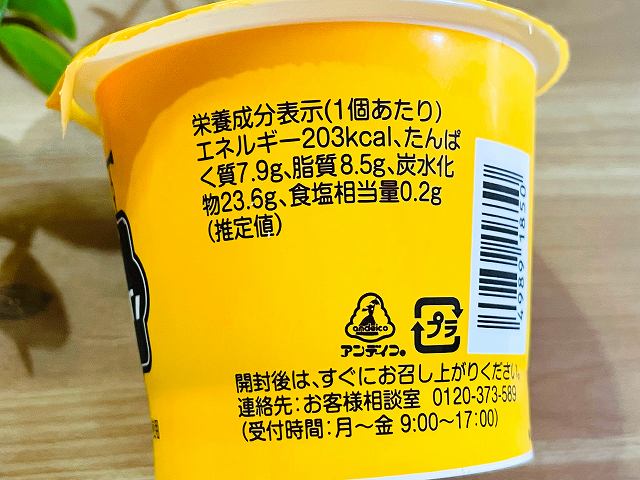 栄養成分表示(1個あたり)
エネルギー203kcal、たんぱ
く質7.9g、脂質8.5g、炭水化
物23.6g、食塩相当量0.2g
(推定値)
4989 1850
andeico
アンデイコ®
プラ
開封後は、すぐにお召し上がりください。
連絡先:お客様相談室 0120-373-589
(受付時間:月〜金 9:00〜17:00)